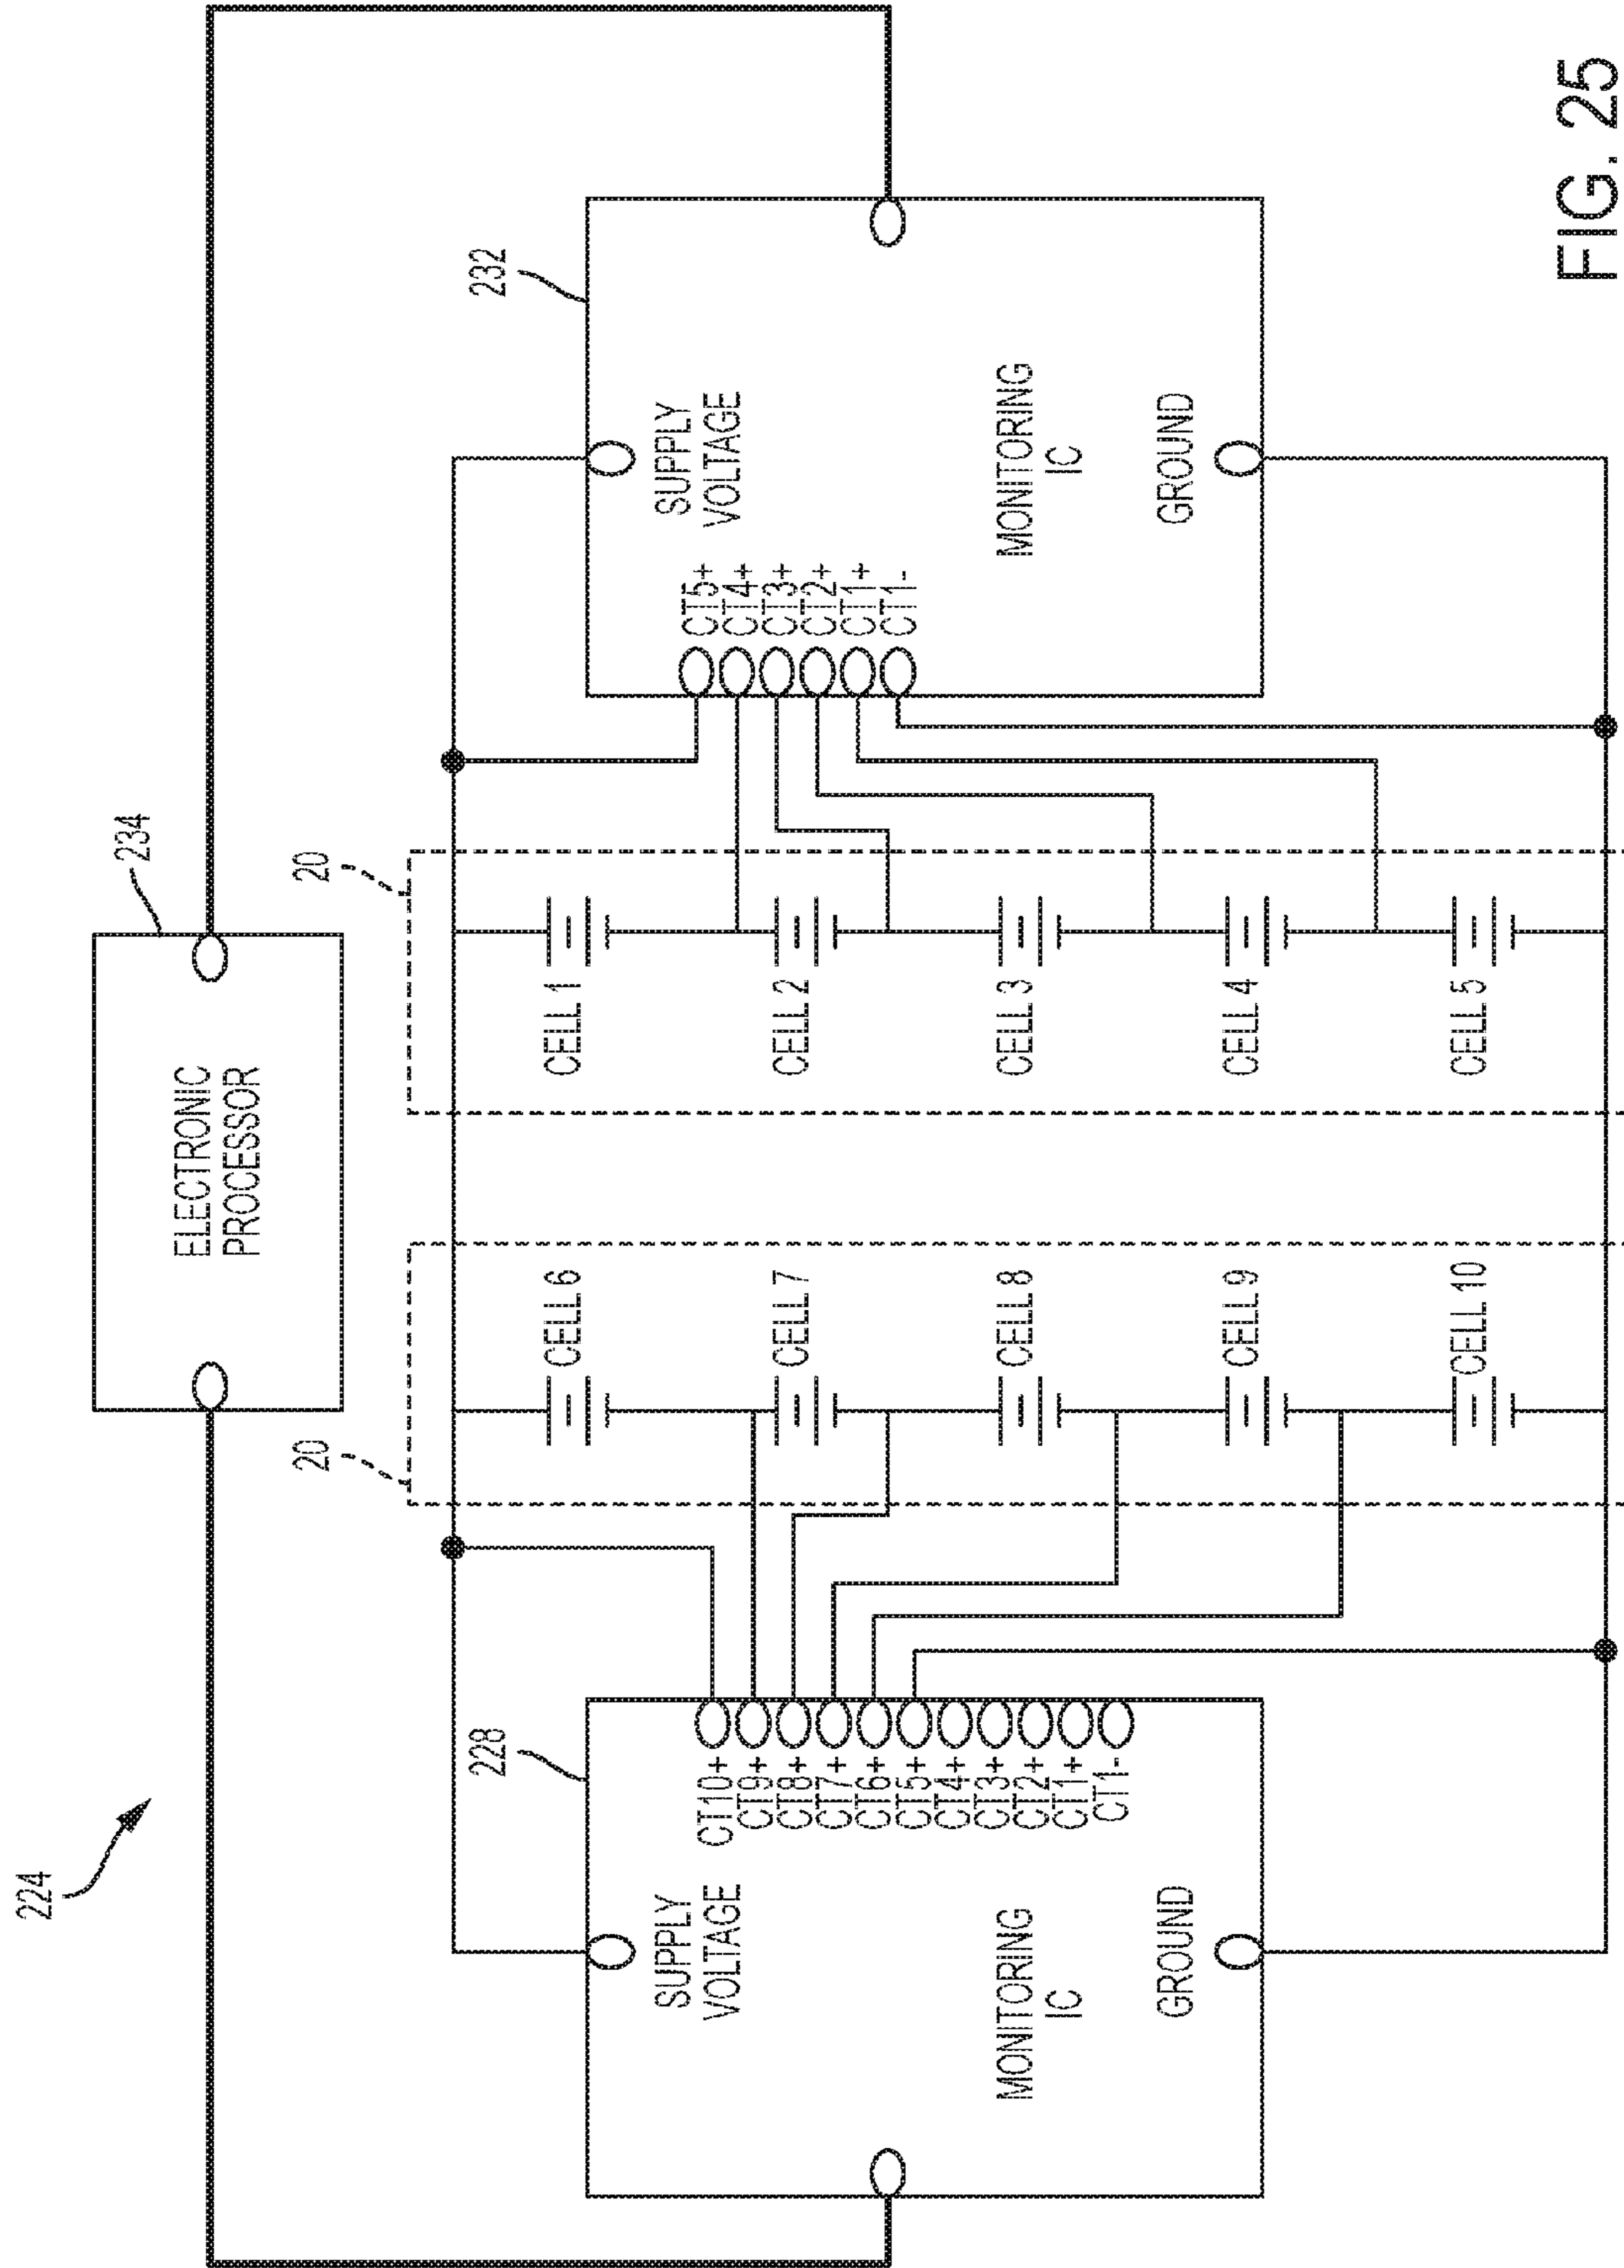 224
ELECTRONIC
PROCESSOR
234
228
SUPPLY
VOLTAGE
MONITORING
IC
GROUND
CT10+
CT9+
CT8+
CT7+
CT6+
CT5+
CT4+
CT3+
CT2+
CT1+
CT1-
20
CELL 6
CELL 7
CELL 8
CELL 9
CELL 10
20
CELL 1
CELL 2
CELL 3
CELL 4
CELL 5
232
CT5+
CT4+
CT3+
CT2+
CT1+
CT1-
SUPPLY
VOLTAGE
MONITORING
IC
GROUND
FIG. 25